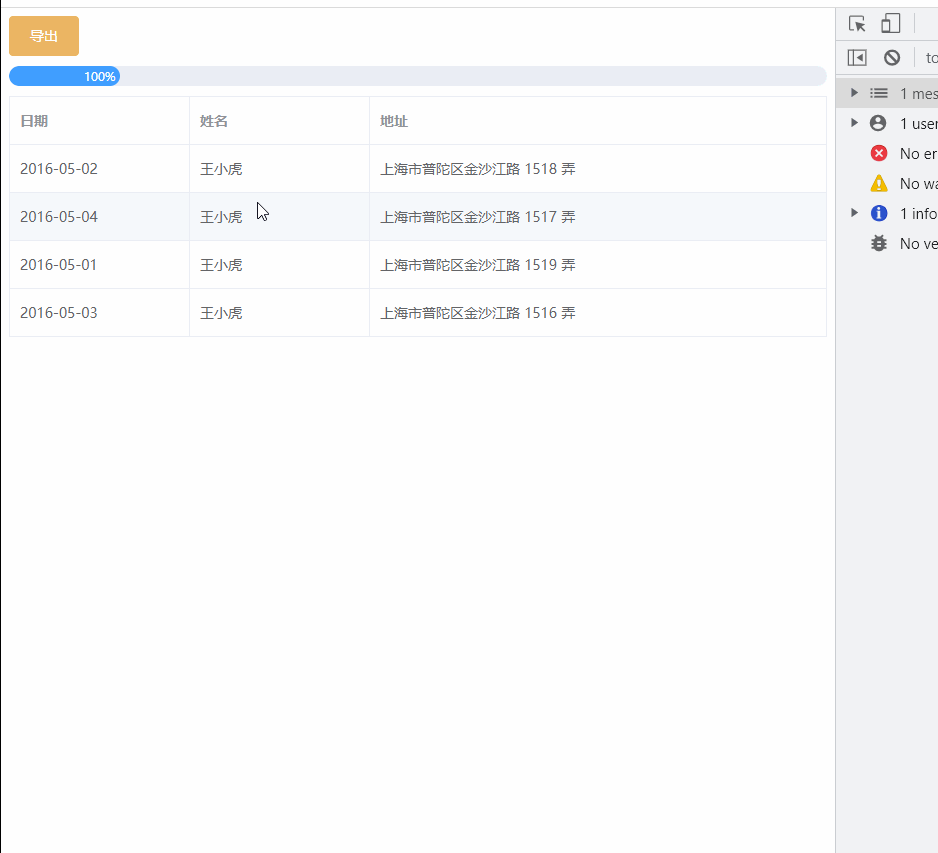 导出
100%
日期 姓名 地址
2016-05-02 王小虎 上海市普陀区金沙江路 1518 弄
2016-05-04 王小虎 上海市普陀区金沙江路 1517 弄
2016-05-01 王小虎 上海市普陀区金沙江路 1519 弄
2016-05-03 王小虎 上海市普陀区金沙江路 1516 弄
to
1 mes
1 user
No er
No wa
1 info
No ve